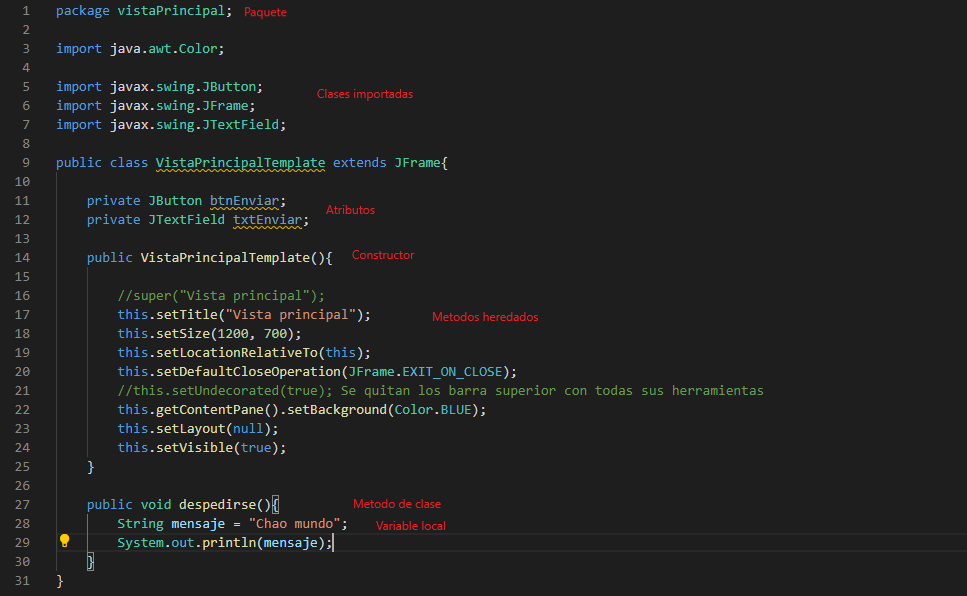 1 package vistaPrincipal; Paquete
2
3 import java.awt.Color;
4
5 import javax.swing.JButton; Clases importadas
6 import javax.swing.JFrame;
7 import javax.swing.JTextField;
8
9 public class VistaPrincipalTemplate extends JFrame{
10
11 private JButton btnEnviar; Atributos
12 private JTextField txtEnviar;
13
14 public VistaPrincipalTemplate(){ Constructor
15
16 //super("Vista principal");
17 this.setTitle("Vista principal"); Metodos heredados
18 this.setSize(1200, 700);
19 this.setLocationRelativeTo(this);
20 this.setDefaultCloseOperation(JFrame.EXIT_ON_CLOSE);
21 //this.setUndecorated(true); Se quitan los barra superior con todas sus herramientas
22 this.getContentPane().setBackground(Color.BLUE);
23 this.setLayout(null);
24 this.setVisible(true);
25 }
26
27 public void despedirse(){ Metodo de clase
28 String mensaje = "Chao mundo"; Variable local
29 System.out.println(mensaje);
30 }
31 }